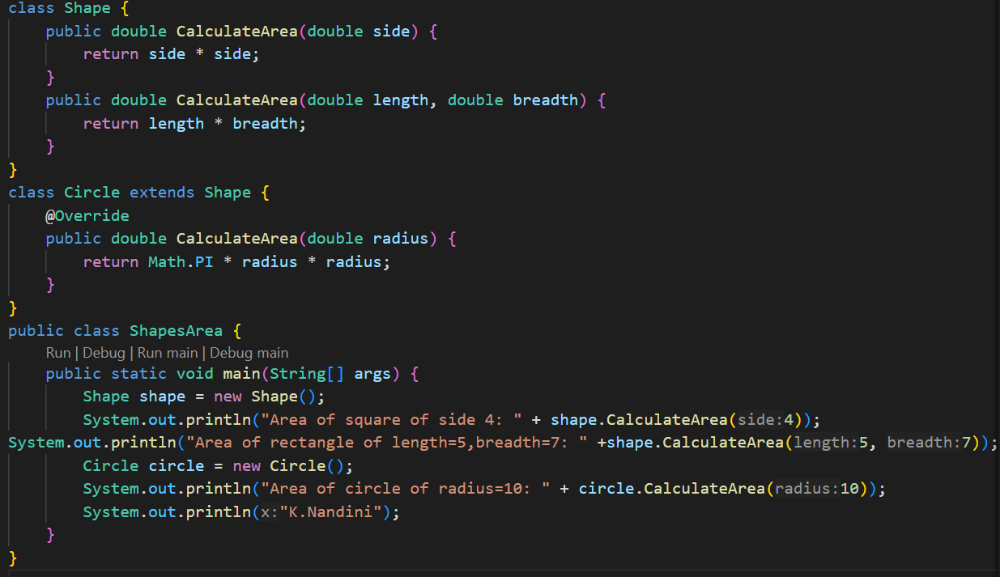 class Shape {
    public double CalculateArea(double side) {
        return side * side;
    }
    public double CalculateArea(double length, double breadth) {
        return length * breadth;
    }
}
class Circle extends Shape {
    @Override
    public double CalculateArea(double radius) {
        return Math.PI * radius * radius;
    }
}
public class ShapesArea {
    Run | Debug | Run main | Debug main
    public static void main(String[] args) {
        Shape shape = new Shape();
        System.out.println("Area of square of side 4: " + shape.CalculateArea(side:4));
System.out.println("Area of rectangle of length=5,breadth=7: " +shape.CalculateArea(length:5, breadth:7));
        Circle circle = new Circle();
        System.out.println("Area of circle of radius=10: " + circle.CalculateArea(radius:10));
        System.out.println(x:"K.Nandini");
    }
}